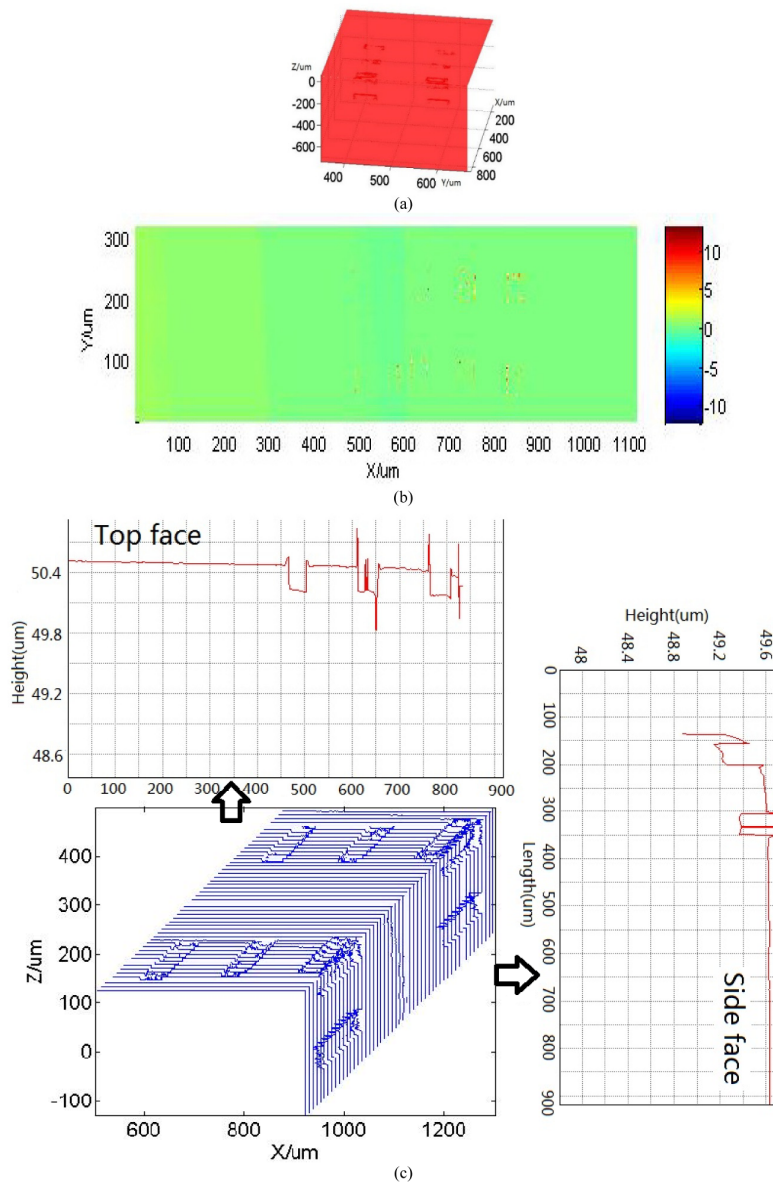 Z/um
0
-200
-400
-600
X/um
200
400
600
800
400
500
600
Y/um
(a)
300
200
100
Y/um
100 200 300 400 500 600 700 800 900 1000 1100
X/um
10
5
0
-5
-10
(b)
Top face
Height(um)
50.4
49.8
49.2
48.6
0 100 200 300 400 500 600 700 800 900
Height(um)
48 48.4 48.8 49.2 49.6
0
100
200
300
400
500
600
700
800
900
Length(um)
Side face
Z/um
400
300
200
100
0
-100
600 800 1000 1200
X/um
(c)